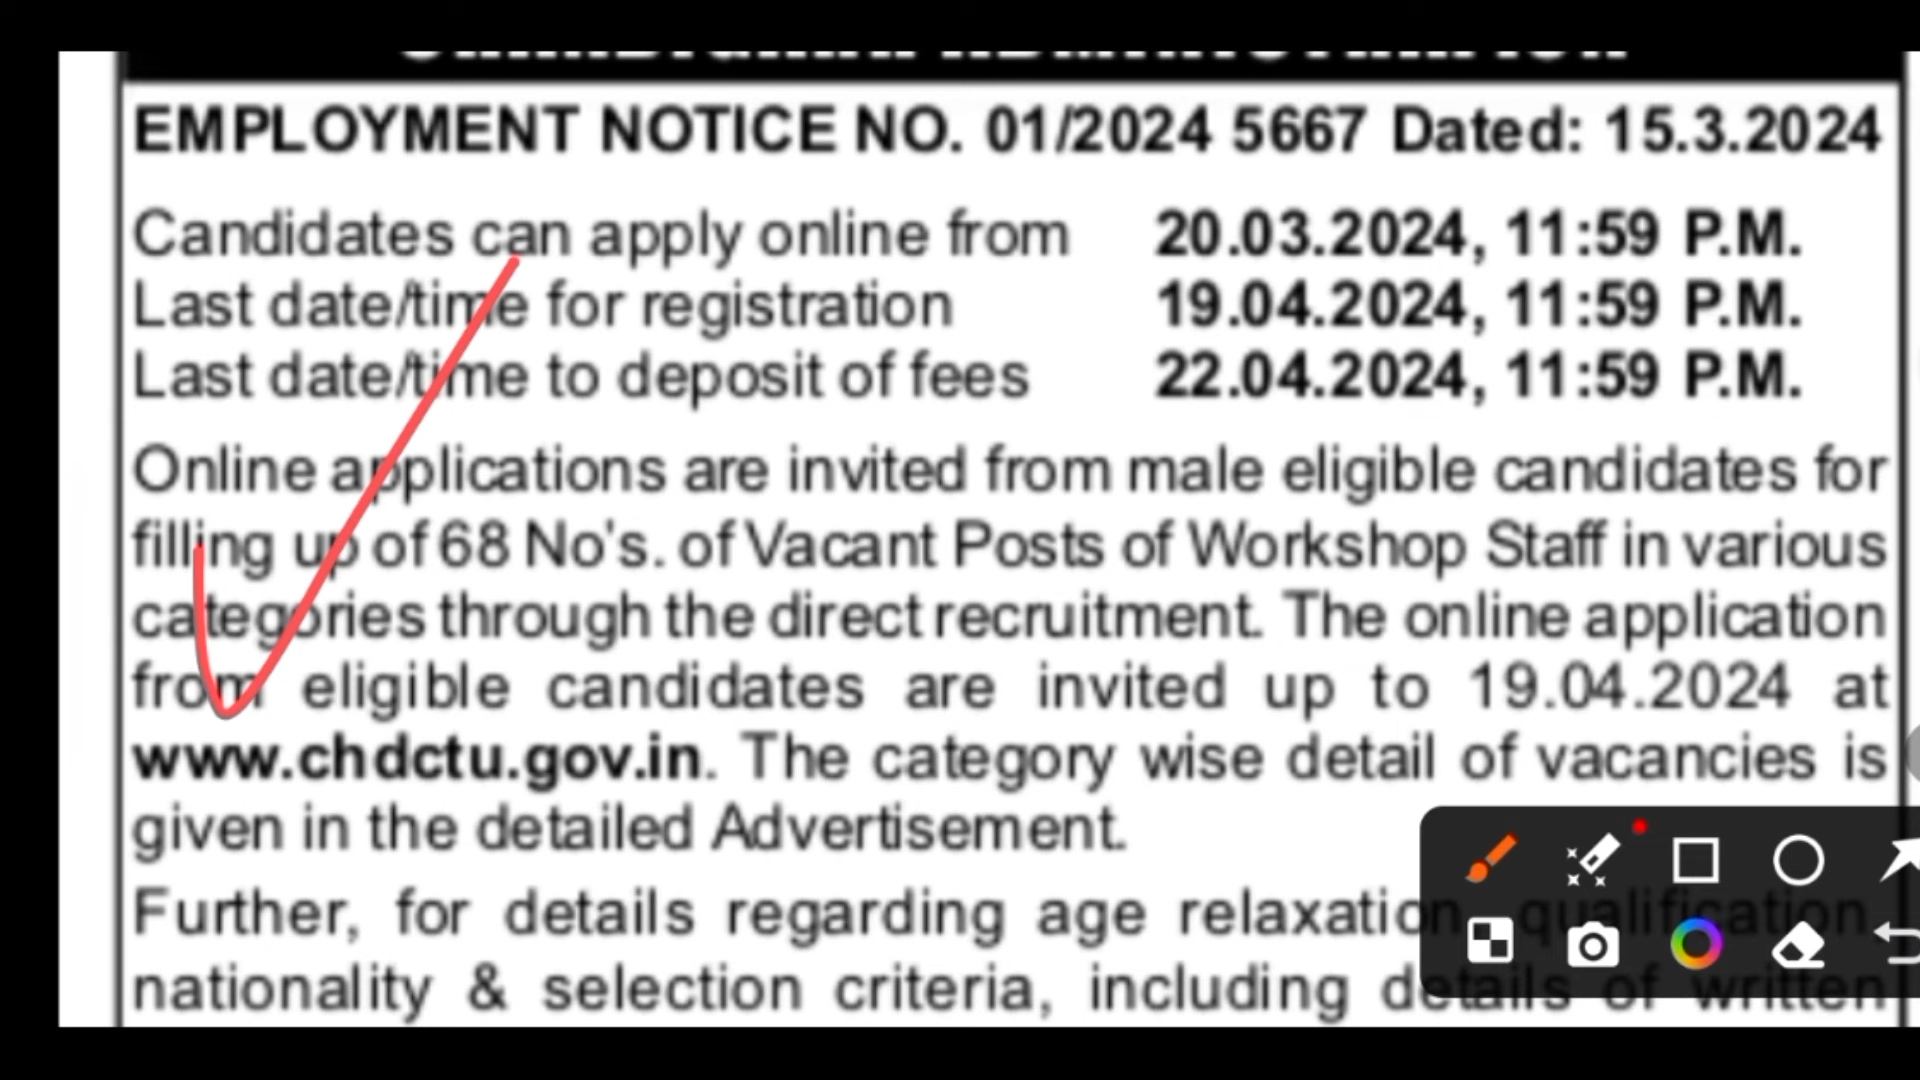 EMPLOYMENT NOTICE NO. 01/2024 5667 Dated: 15.3.2024
Candidates can apply online from 20.03.2024, 11:59 P.M.
Last date/time for registration 19.04.2024, 11:59 P.M.
Last date/time to deposit of fees 22.04.2024, 11:59 P.M.
Online applications are invited from male eligible candidates for
filling up of 68 No's. of Vacant Posts of Workshop Staff in various
categories through the direct recruitment. The online application
from eligible candidates are invited up to 19.04.2024 at
www.chdctu.gov.in. The category wise detail of vacancies is
given in the detailed Advertisement.
Further, for details regarding age relaxation, qualification,
nationality & selection criteria, including details of written